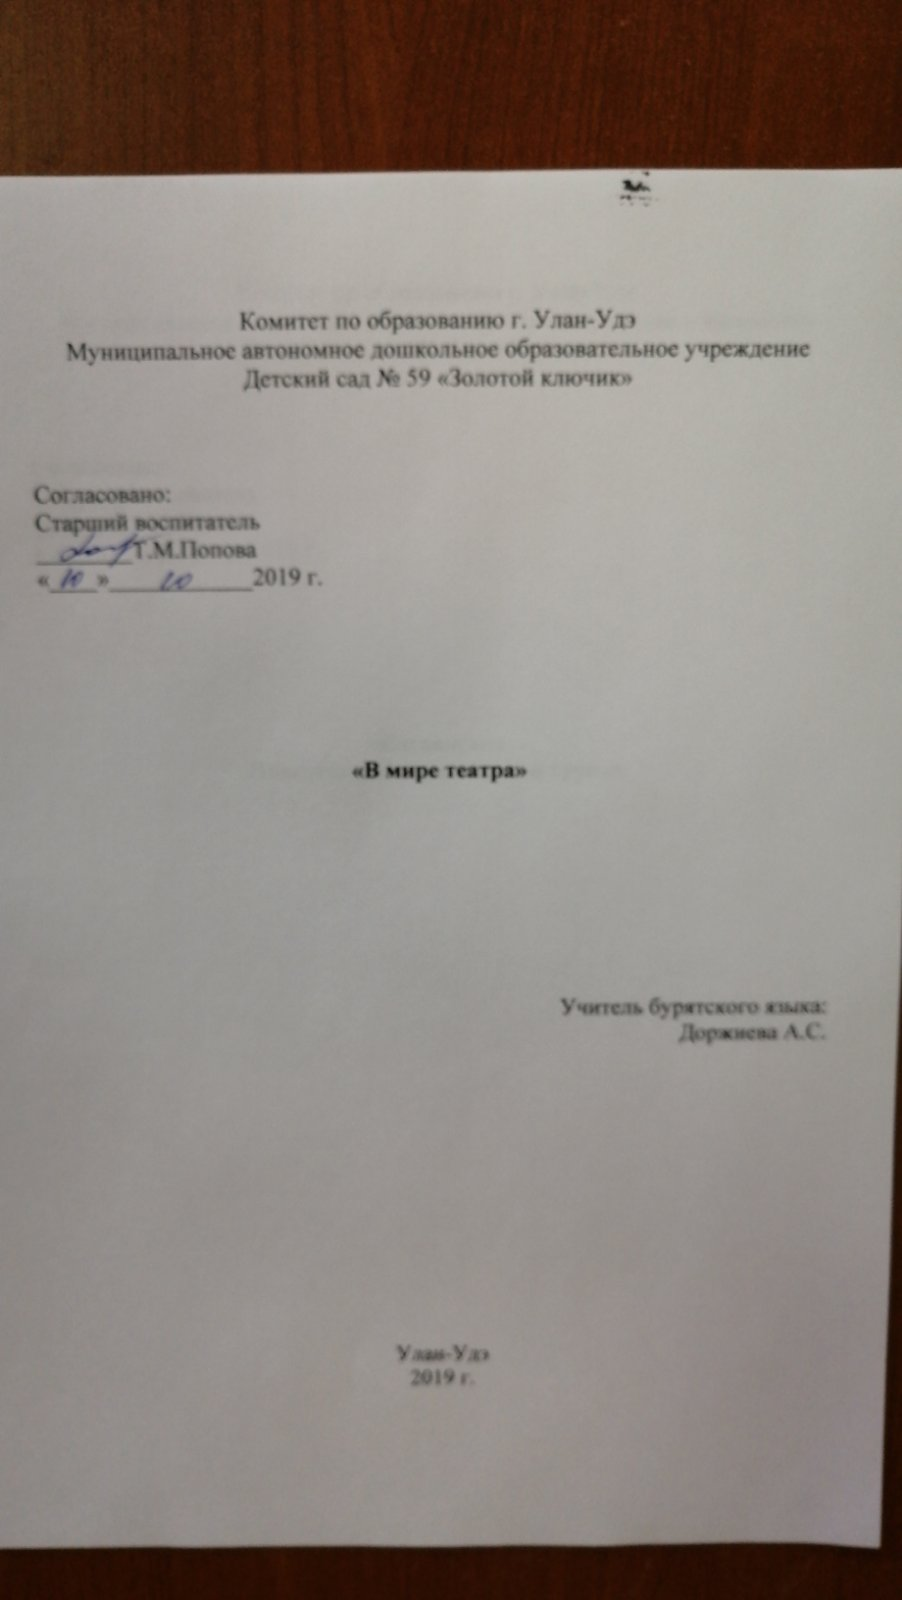 Комитет по образованию г. Улан-Удэ
Муниципальное автономное дошкольное образовательное учреждение
Детский сад № 59 «Золотой ключик»
Согласовано:
Старший воспитатель
________Т.М.Попова
«10» 10 2019 г.
«В мире театра»
Учитель бурятского языка:
Доржиева А.С.
Улан-Удэ
2019 г.